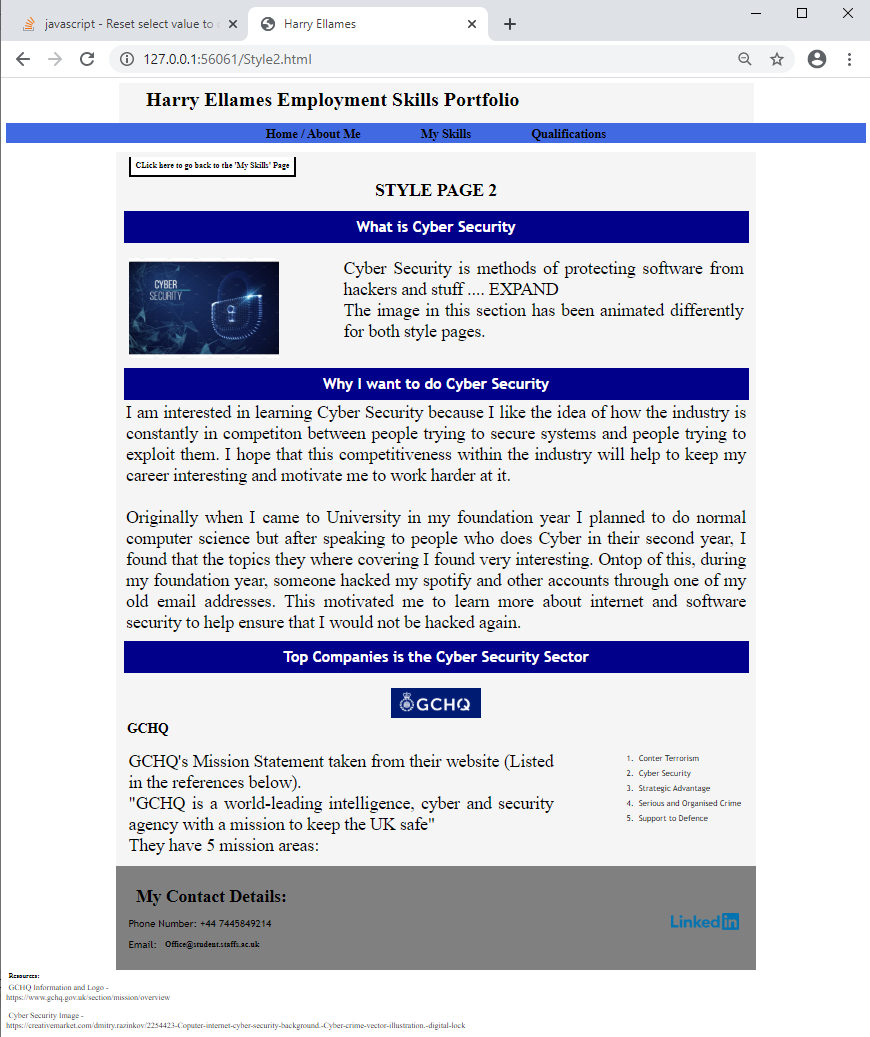 javascript - Reset select value to
Harry Ellames
127.0.0.1:56061/Style2.html
Harry Ellames Employment Skills Portfolio
Home / About Me My Skills Qualifications
CLick here to go back to the 'My Skills' Page
STYLE PAGE 2
What is Cyber Security
CYBER
SECURITY
Cyber Security is methods of protecting software from
hackers and stuff .... EXPAND
The image in this section has been animated differently
for both style pages.
Why I want to do Cyber Security
I am interested in learning Cyber Security because I like the idea of how the industry is
constantly in competiton between people trying to secure systems and people trying to
exploit them. I hope that this competitiveness within the industry will help to keep my
career interesting and motivate me to work harder at it.
Originally when I came to University in my foundation year I planned to do normal
computer science but after speaking to people who does Cyber in their second year, I
found that the topics they where covering I found very interesting. Ontop of this, during
my foundation year, someone hacked my spotify and other accounts through one of my
old email addresses. This motivated me to learn more about internet and software
security to help ensure that I would not be hacked again.
Top Companies is the Cyber Security Sector
GCHQ
GCHQ
GCHQ's Mission Statement taken from their website (Listed
in the references below).
"GCHQ is a world-leading intelligence, cyber and security
agency with a mission to keep the UK safe"
They have 5 mission areas:
1. Conter Terrorism
2. Cyber Security
3. Strategic Advantage
4. Serious and Organised Crime
5. Support to Defence
My Contact Details:
Phone Number: +44 7445849214
Email: Office@student.staffs.ac.uk
Linked in
Resources:
GCHQ Information and Logo -
https://www.gchq.gov.uk/section/mission/overview
Cyber Security Image -
https://creativemarket.com/dmitry.razinkov/2254423-Coputer-internet-cyber-security-background.-Cyber-crime-vector-illustration.-digital-lock